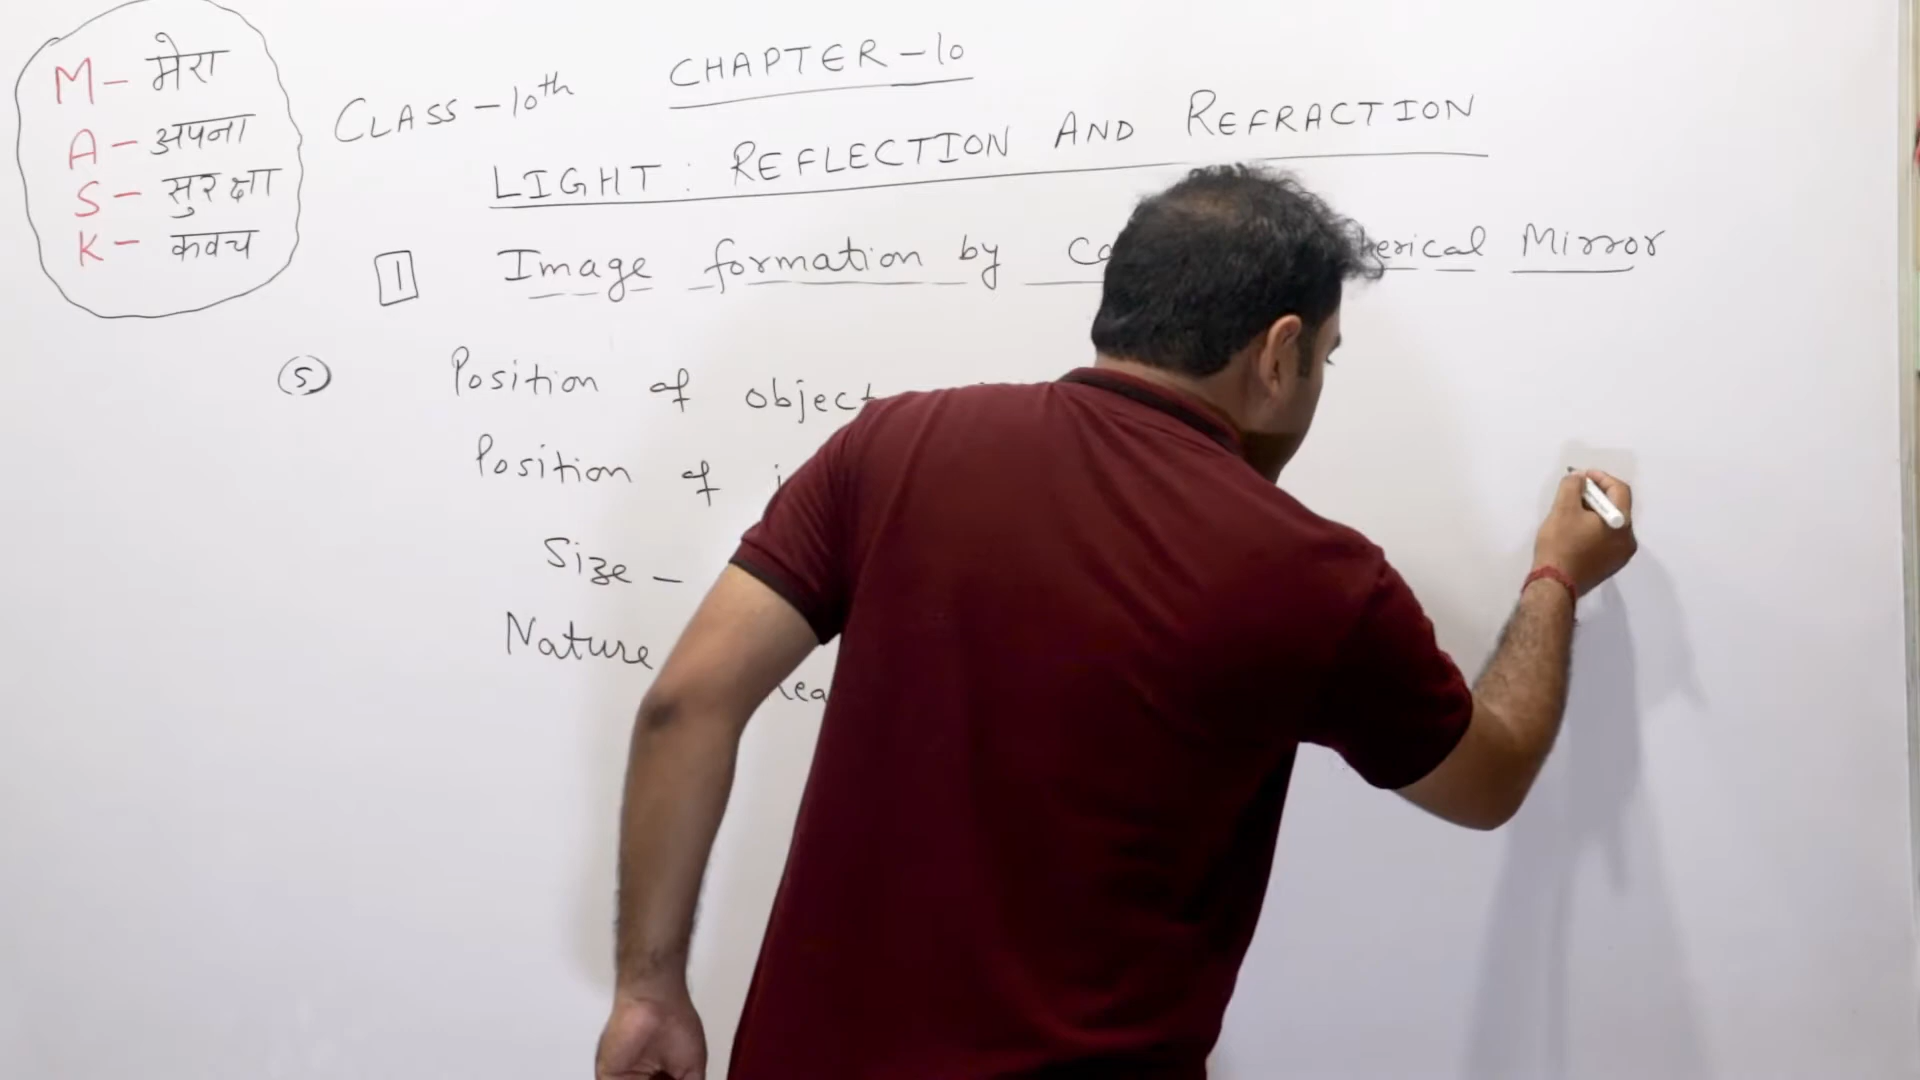 M – मेरा
A – अपना
S – सुरक्षा
K – कवच
CHAPTER – 10
CLASS – 10th
LIGHT : REFLECTION AND REFRACTION
1 Image formation by Mirror
5 Position of object
Position of
Size –
Nature